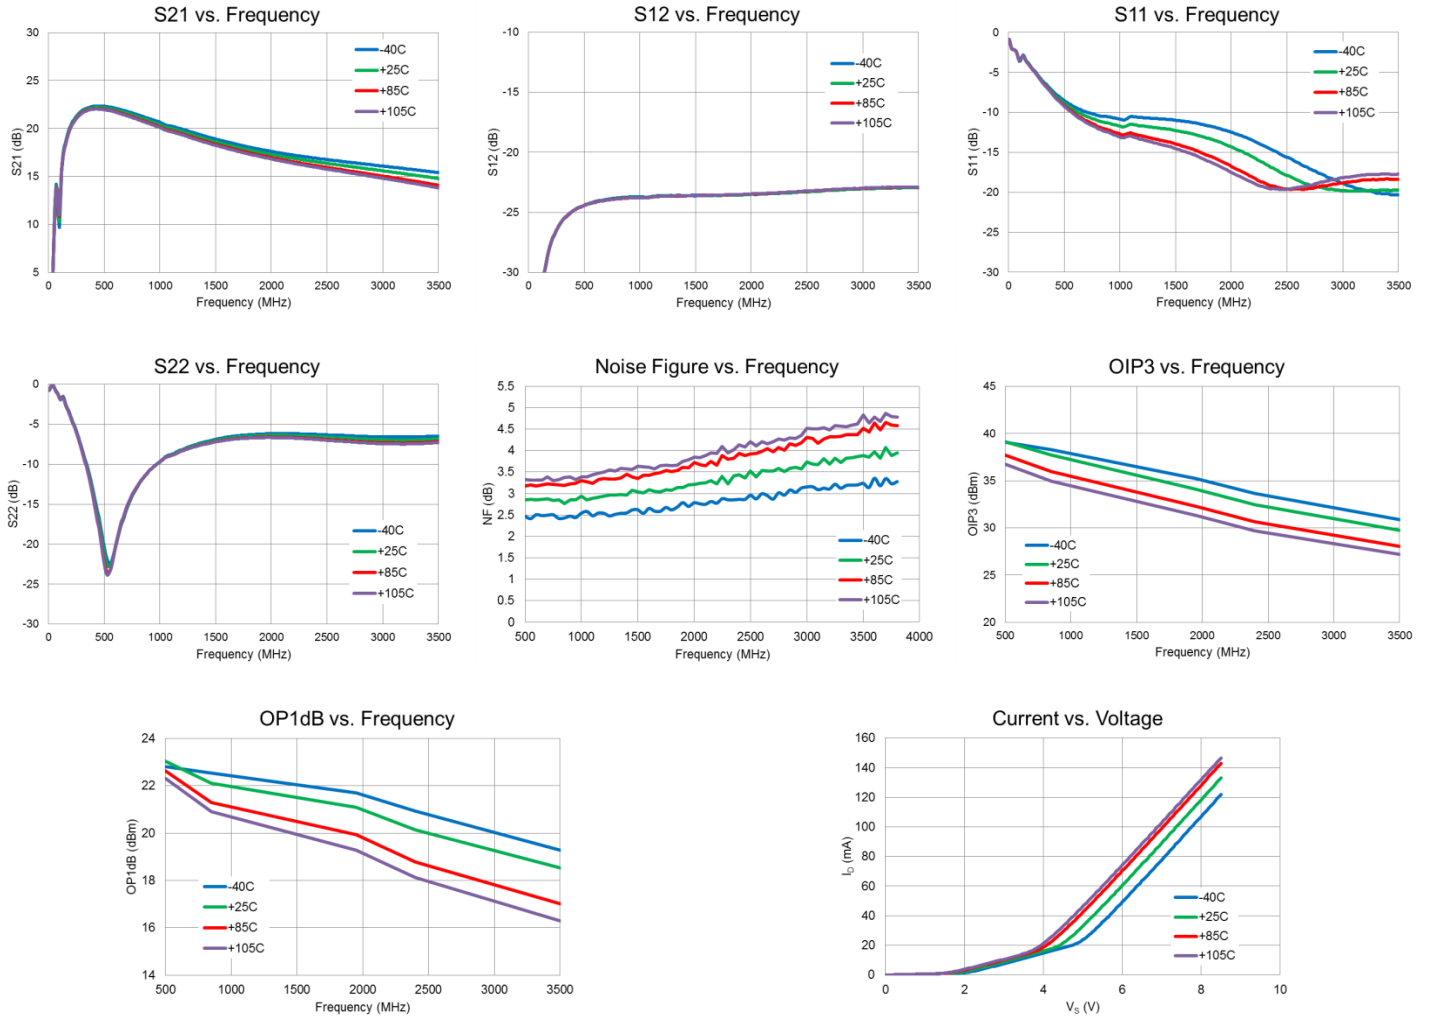 S21 vs. Frequency
30
25
20
15
10
5
S21 (dB)
-40C
+25C
+85C
+105C
0
500
1000
1500
2000
2500
3000
3500
Frequency (MHz)
S12 vs. Frequency
-10
-15
-20
-25
-30
S12 (dB)
-40C
+25C
+85C
+105C
0
500
1000
1500
2000
2500
3000
3500
Frequency (MHz)
S11 vs. Frequency
0
-5
-10
-15
-20
-25
-30
S11 (dB)
-40C
+25C
+85C
+105C
0
500
1000
1500
2000
2500
3000
3500
Frequency (MHz)
S22 vs. Frequency
0
-5
-10
-15
-20
-25
-30
S22 (dB)
-40C
+25C
+85C
+105C
0
500
1000
1500
2000
2500
3000
3500
Frequency (MHz)
Noise Figure vs. Frequency
5.5
5
4.5
4
3.5
3
2.5
2
1.5
1
0.5
0
NF (dB)
-40C
+25C
+85C
+105C
500
1000
1500
2000
2500
3000
3500
4000
Frequency (MHz)
OIP3 vs. Frequency
45
40
35
30
25
20
OIP3 (dBm)
-40C
+25C
+85C
+105C
500
1000
1500
2000
2500
3000
3500
Frequency (MHz)
OP1dB vs. Frequency
24
22
20
18
16
14
OP1dB (dBm)
-40C
+25C
+85C
+105C
500
1000
1500
2000
2500
3000
3500
Frequency (MHz)
Current vs. Voltage
160
140
120
100
80
60
40
20
0
I_D (mA)
-40C
+25C
+85C
+105C
0
2
4
6
8
10
V_S (V)